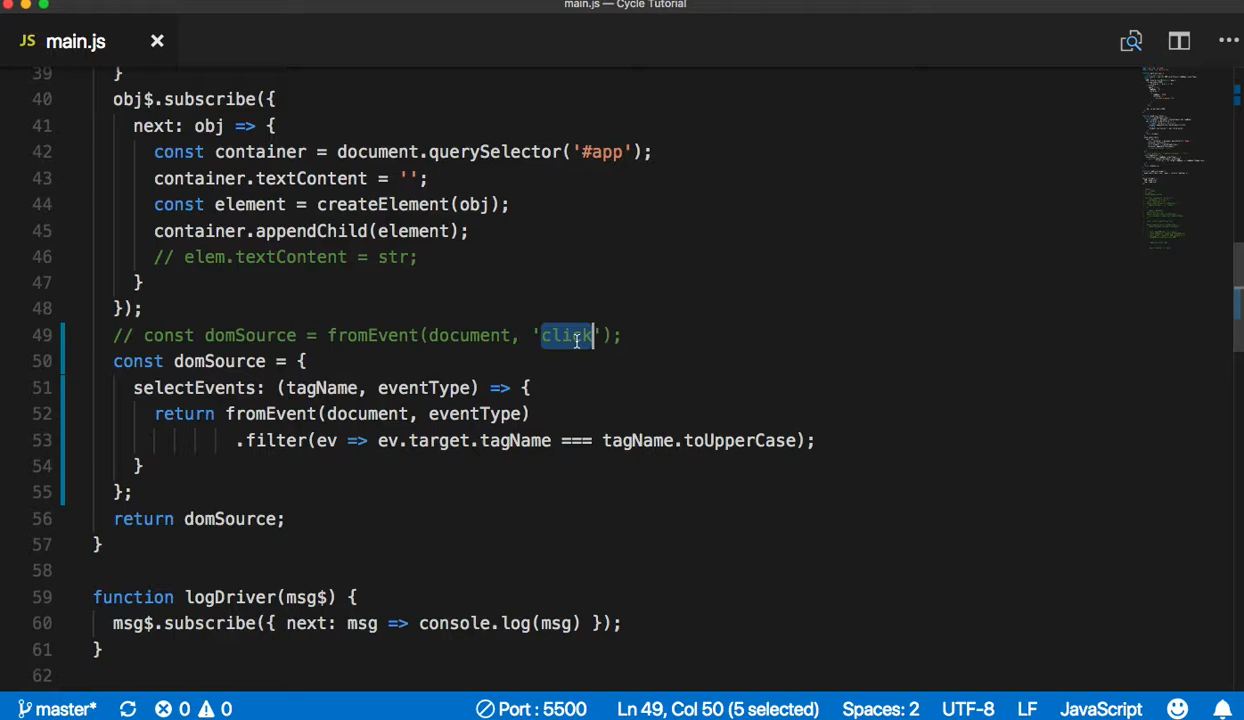 main.js — Cycle Tutorial
JS main.js
39 }
40 obj$.subscribe({
41 next: obj => {
42 const container = document.querySelector('#app');
43 container.textContent = '';
44 const element = createElement(obj);
45 container.appendChild(element);
46 // elem.textContent = str;
47 }
48 });
49 // const domSource = fromEvent(document, 'click');
50 const domSource = {
51 selectEvents: (tagName, eventType) => {
52 return fromEvent(document, eventType)
53 .filter(ev => ev.target.tagName === tagName.toUpperCase);
54 }
55 };
56 return domSource;
57 }
58
59 function logDriver(msg$) {
60 msg$.subscribe({ next: msg => console.log(msg) });
61 }
62
master* 0 0 Port : 5500 Ln 49, Col 50 (5 selected) Spaces: 2 UTF-8 LF JavaScript